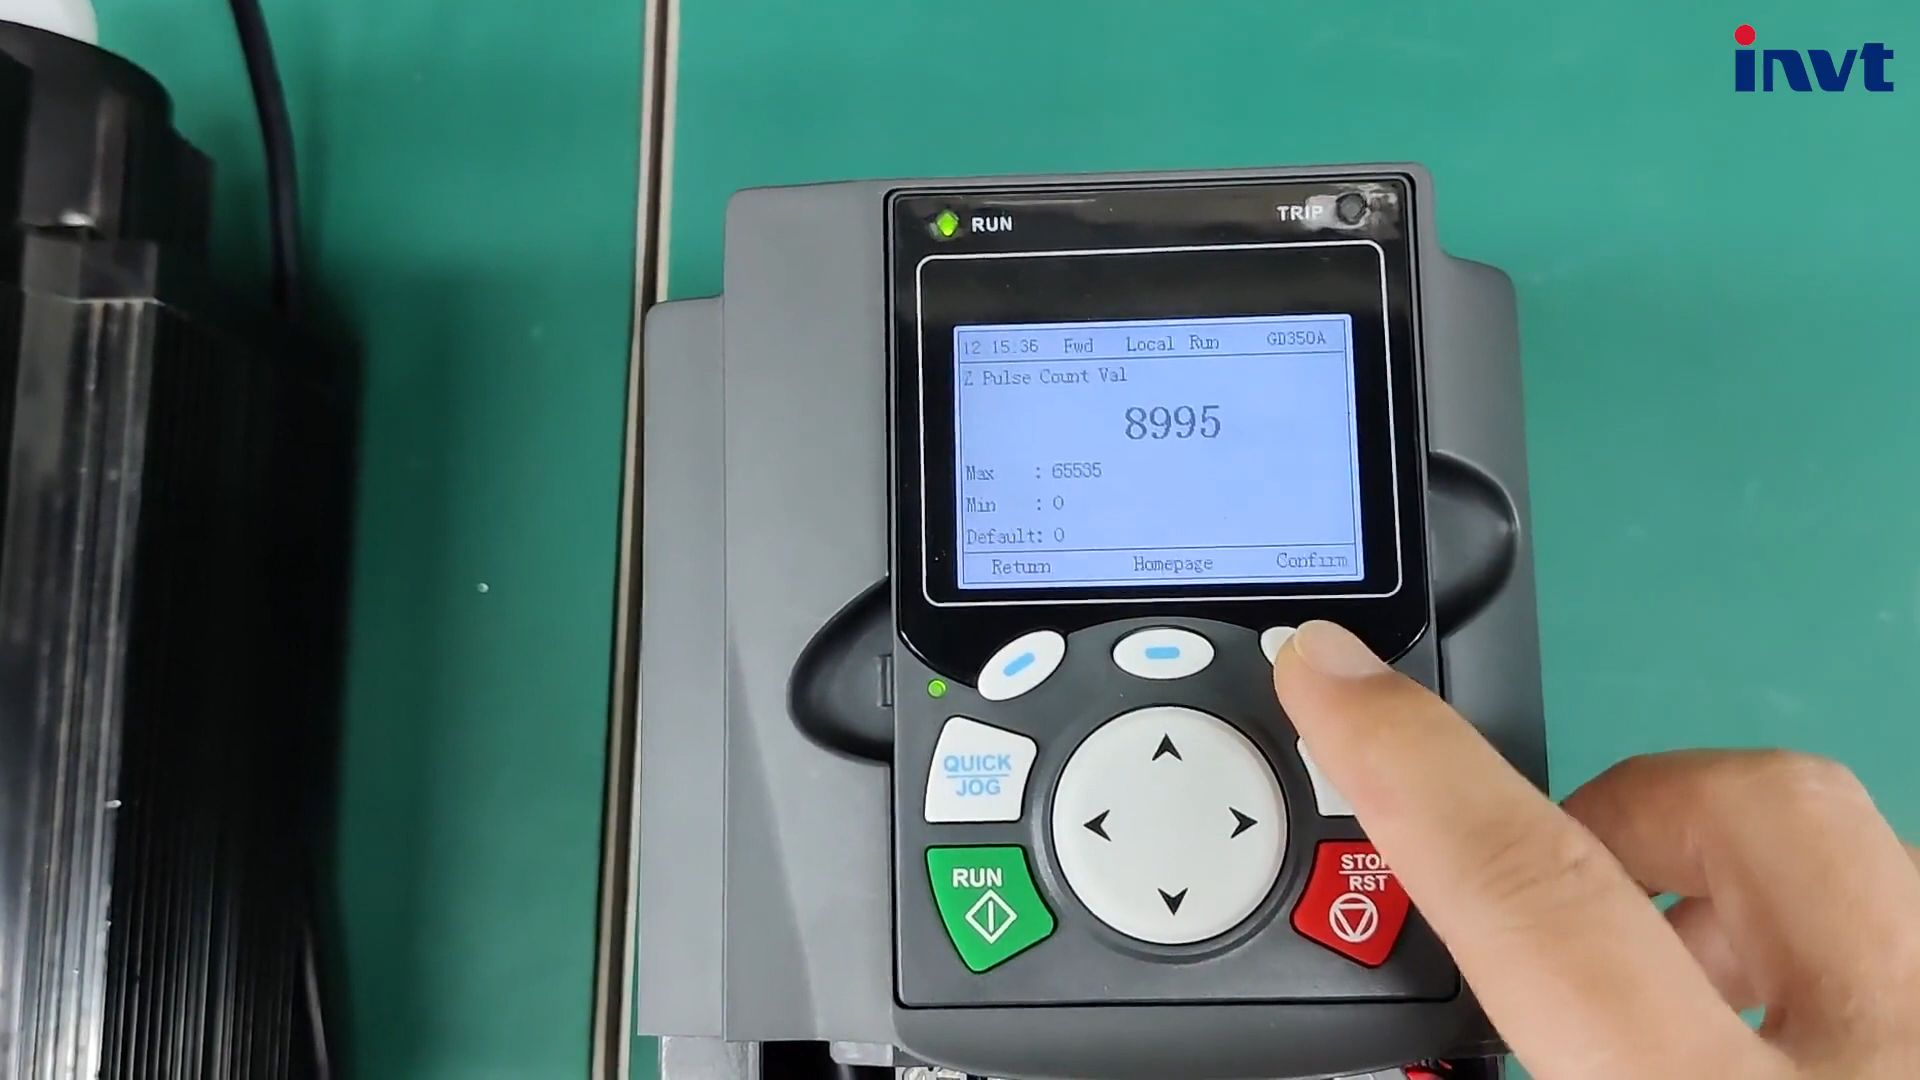 invt
RUN
TRIP
12 15:36 Fwd Local Run GD350A
Z Pulse Count Val
8995
Max : 65535
Min : 0
Default: 0
Return Homepage Confirm
QUICK
JOG
RUN
STOP
RST